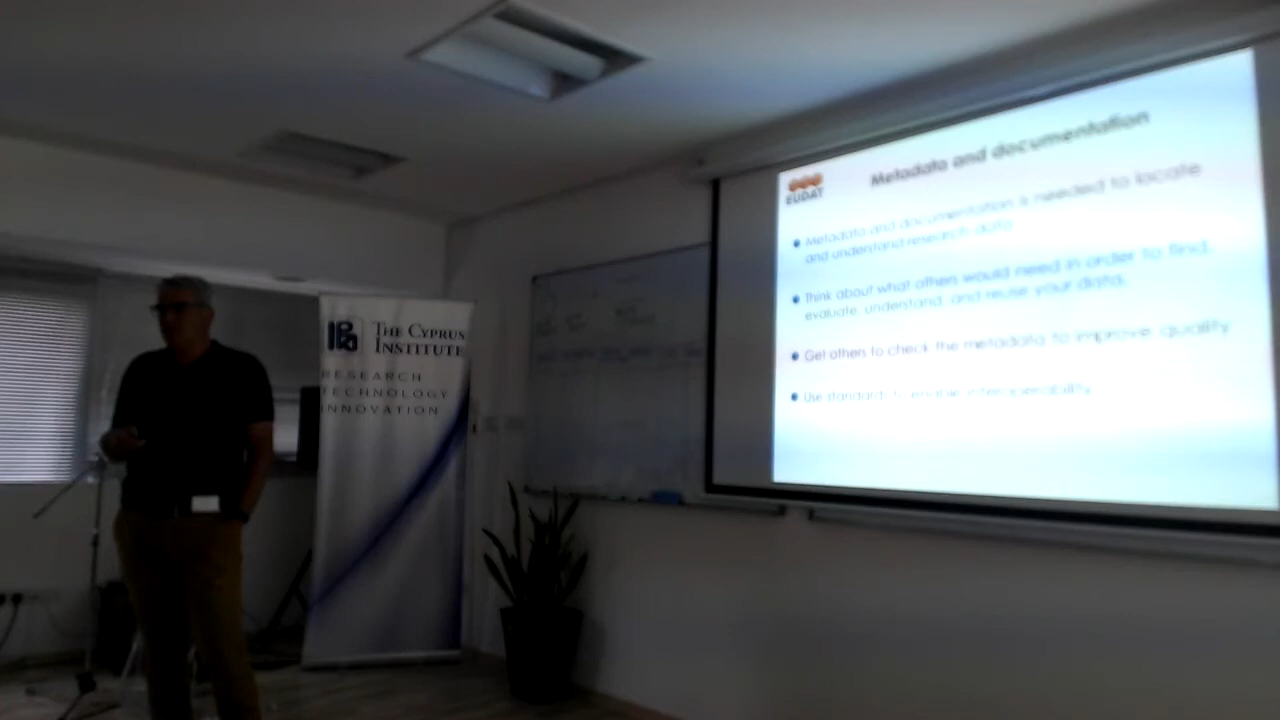 THE CYPRUS
INSTITUTE
RESEARCH
TECHNOLOGY
INNOVATION
EUDAT
Metadata and documentation
Metadata and documentation is needed to locate
and understand research data
Think about what others would need in order to find,
evaluate, understand, and reuse your data.
Get others to check the metadata to improve quality
Use standards to enable interoperability